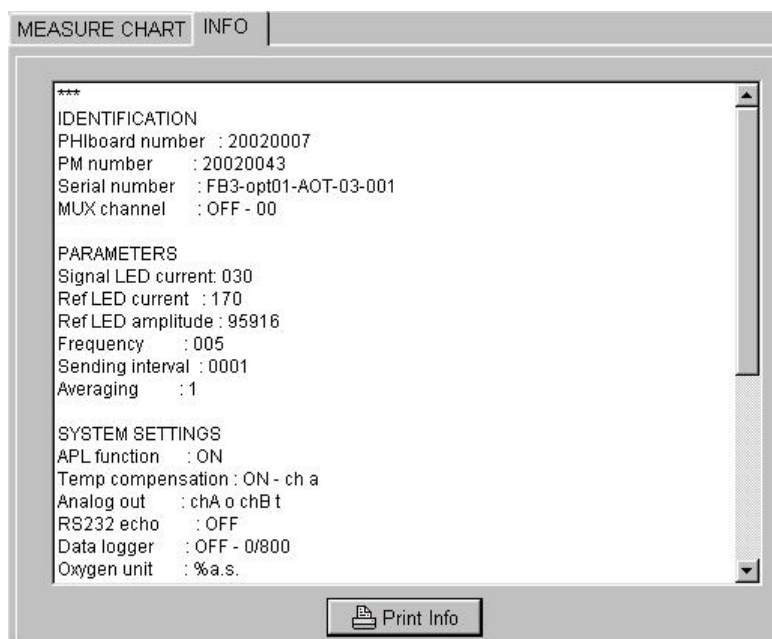 MEASURE CHART INFO
***
IDENTIFICATION
PHIboard number : 20020007
PM number : 20020043
Serial number : FB3-opt01-AOT-03-001
MUX channel : OFF - 00
PARAMETERS
Signal LED current: 030
Ref LED current : 170
Ref LED amplitude : 95916
Frequency : 005
Sending interval : 0001
Averaging : 1
SYSTEM SETTINGS
APL function : ON
Temp compensation : ON - ch a
Analog out : chA o chB t
RS232 echo : OFF
Data logger : OFF - 0/800
Oxygen unit : %a.s.
Print Info